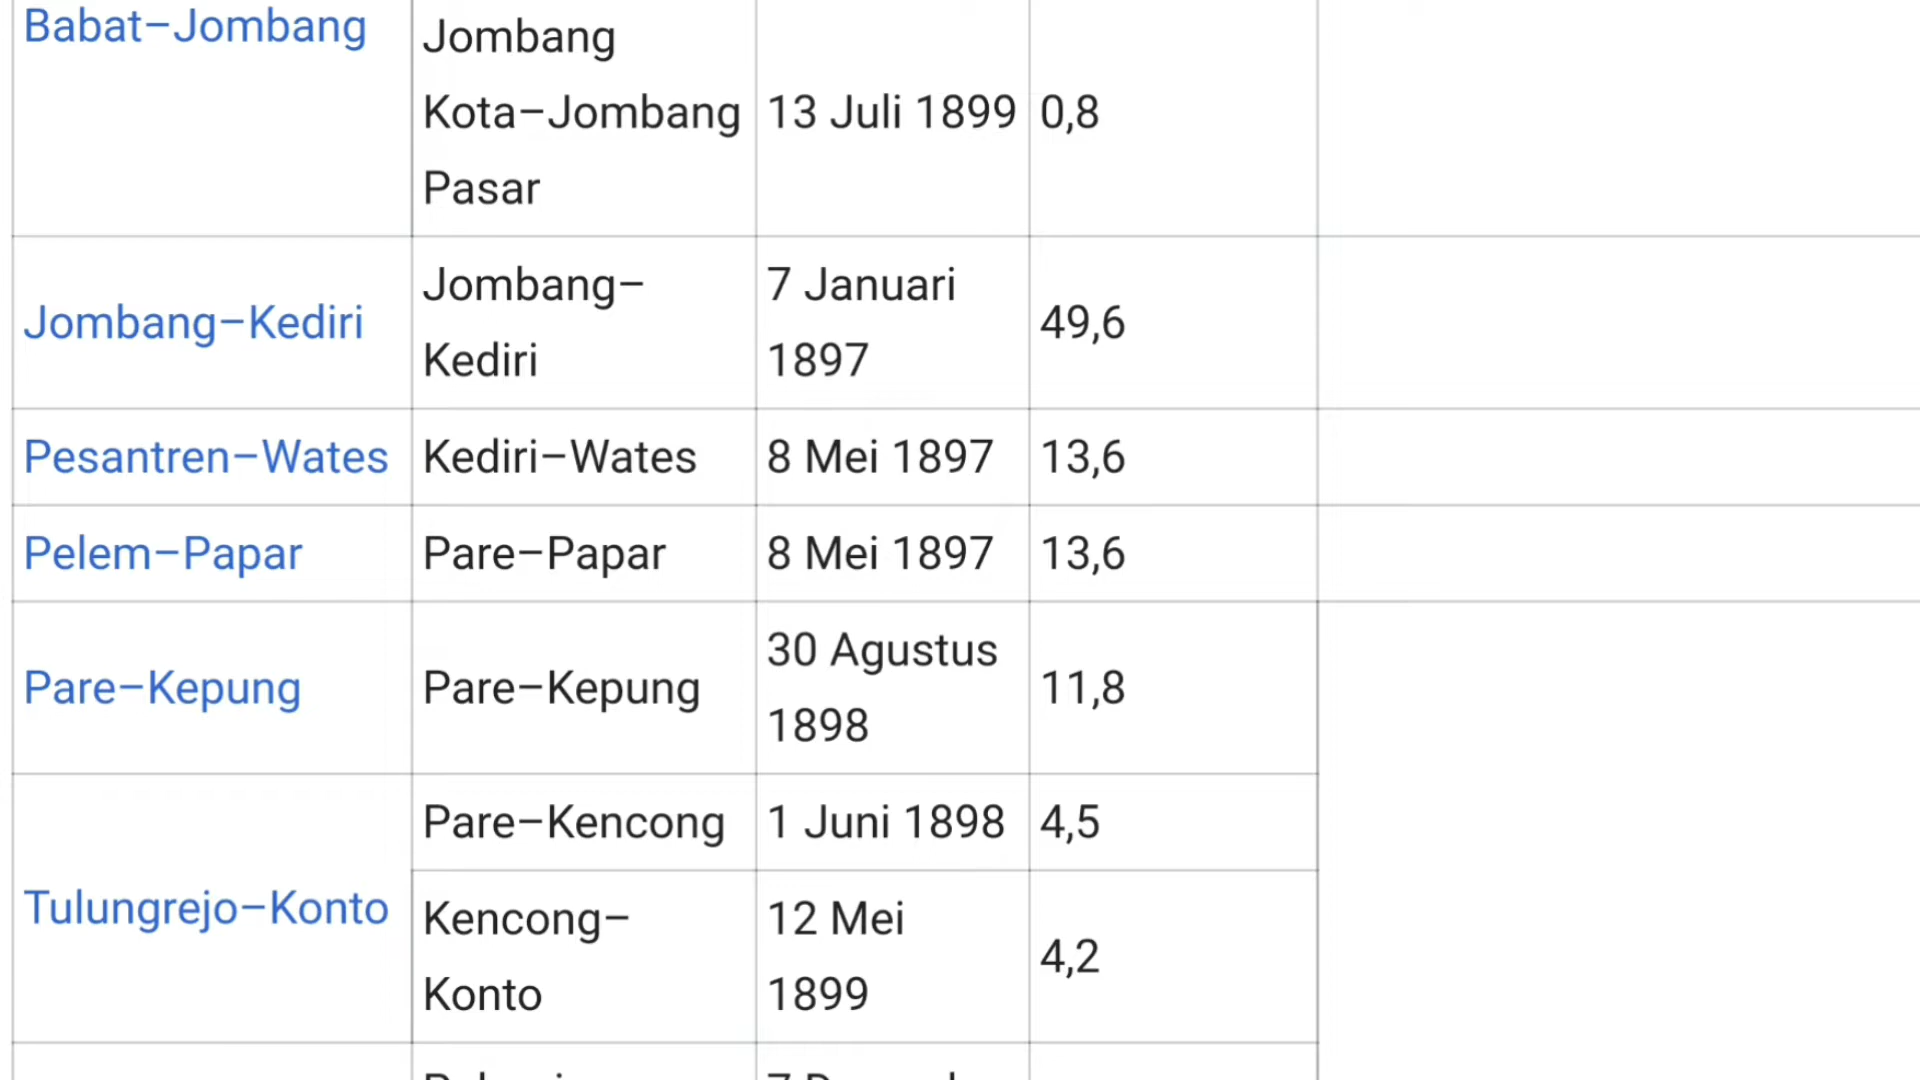 Babat–Jombang
Jombang
Kota–Jombang
Pasar
13 Juli 1899
0,8
Jombang–Kediri
Jombang–
Kediri
7 Januari
1897
49,6
Pesantren–Wates
Kediri–Wates
8 Mei 1897
13,6
Pelem–Papar
Pare–Papar
8 Mei 1897
13,6
Pare–Kepung
Pare–Kepung
30 Agustus
1898
11,8
Tulungrejo–Konto
Pare–Kencong
1 Juni 1898
4,5
Kencong–
Konto
12 Mei
1899
4,2